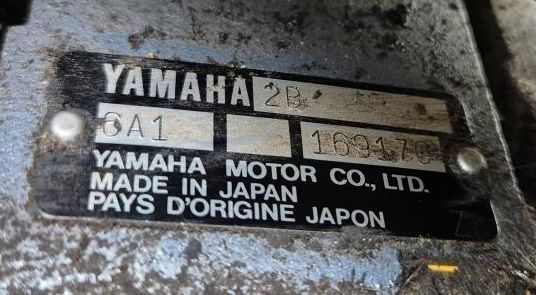 YAMAHA 2B
6A1 169170
YAMAHA MOTOR CO., LTD.
MADE IN JAPAN
PAYS D'ORIGINE JAPON